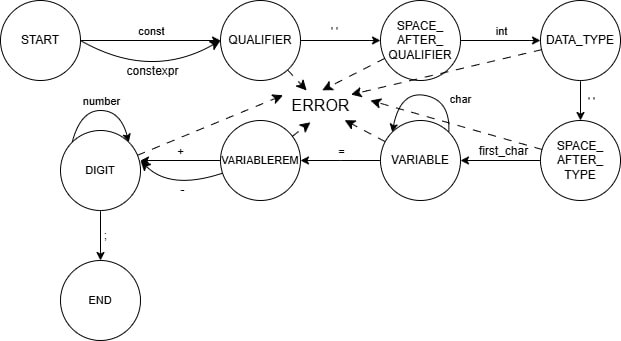 const
int
START
QUALIFIER
' '
SPACE_
AFTER_
QUALIFIER
DATA_TYPE
constexpr
ERROR
' '
number
char
DIGIT
+
-
VARIABLEREM
=
VARIABLE
first_char
SPACE_
AFTER_
TYPE
;
END